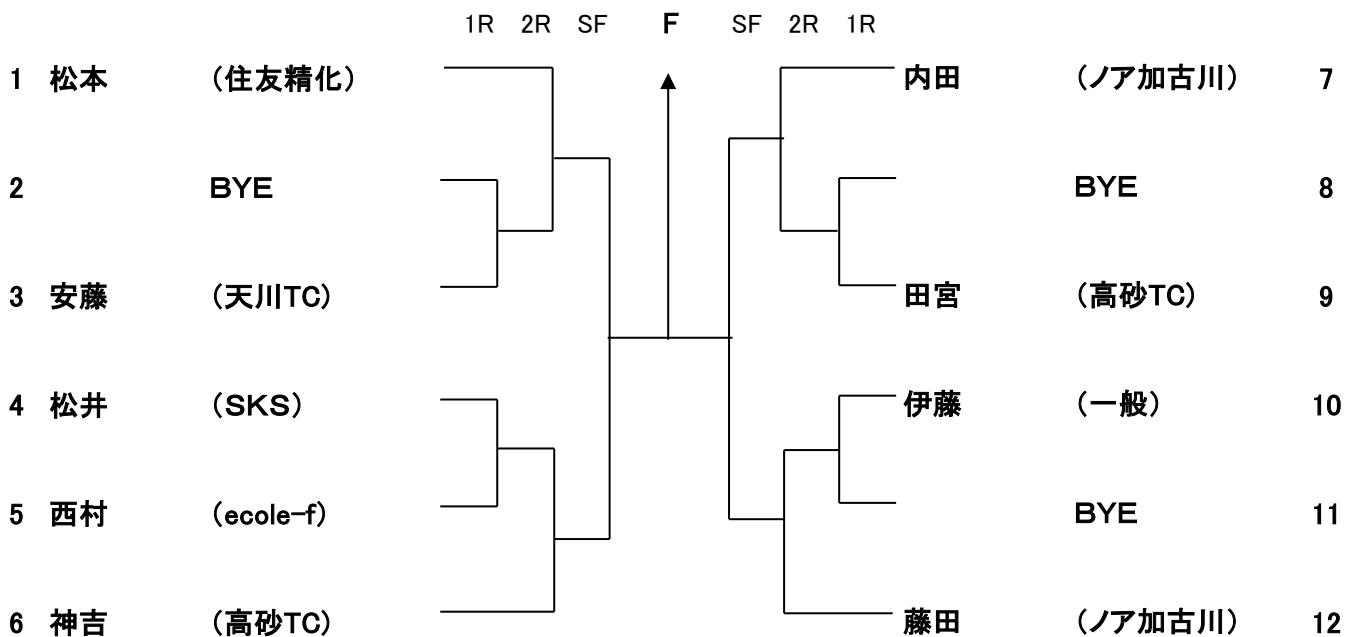 1R 2R SF F SF 2R 1R
1 松本 (住友精化) 内田 (ノア加古川) 7
2 BYE BYE 8
3 安藤 (天川TC) 田宮 (高砂TC) 9
4 松井 (SKS) 伊藤 (一般) 10
5 西村 (ecole-f) BYE 11
6 神吉 (高砂TC) 藤田 (ノア加古川) 12